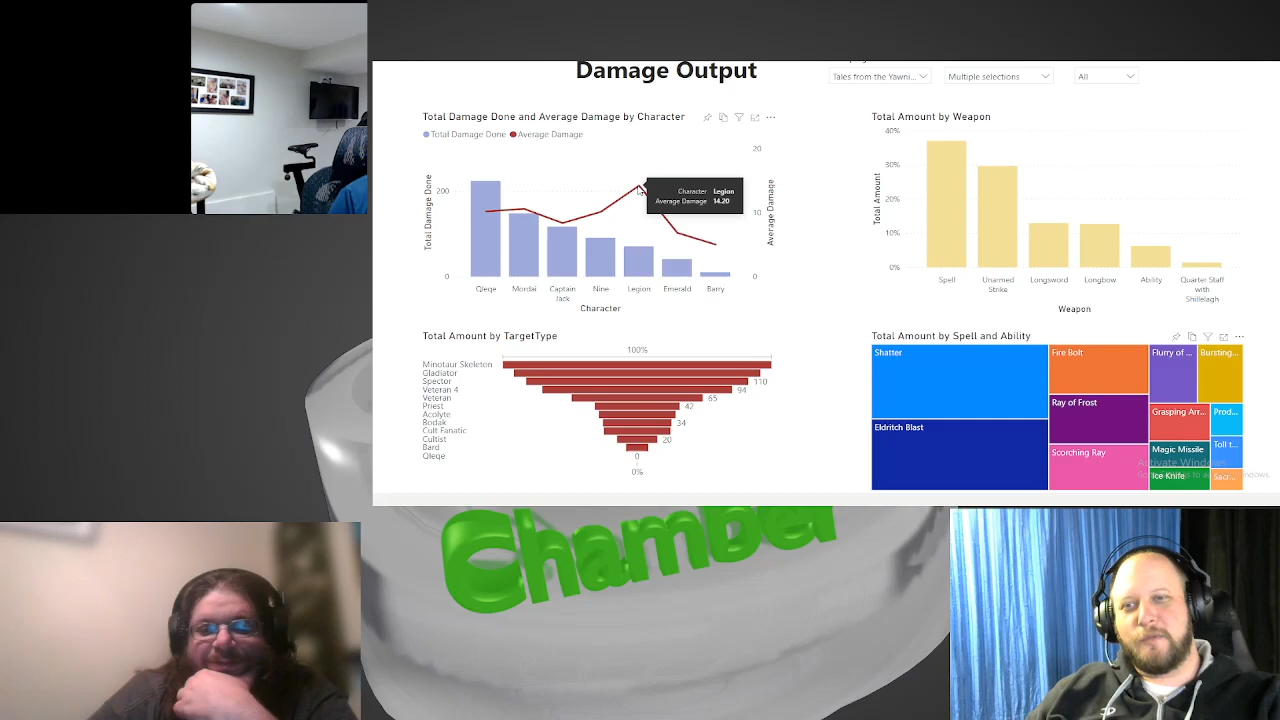 Damage Output
Tales from the Yawni...
Multiple selections
All
Total Damage Done and Average Damage by Character
Total Damage Done
Average Damage
Total Damage Done
200
0
20
10
0
Average Damage
Character
Legion
Average Damage
14.20
Qleqe
Mordai
Captain
Jack
Nine
Legion
Emerald
Barry
Character
Total Amount by Weapon
Total Amount
40%
30%
20%
10%
0%
Spell
Unarmed
Strike
Longsword
Longbow
Ability
Quarter Staff
with
Shillelagh
Weapon
Total Amount by TargetType
100%
Minotaur Skeleton
Gladiator
Spector
110
Veteran 4
94
Veteran
65
Priest
42
Acolyte
Bodak
34
Cult Fanatic
Cultist
20
Bard
Qleqe
0
0%
Total Amount by Spell and Ability
Shatter
Eldritch Blast
Fire Bolt
Ray of Frost
Scorching Ray
Flurry of ...
Bursting...
Grasping Arr...
Prod...
Magic Missile
Toll t...
Ice Knife
Sacr...
Activate Windows
Chamber